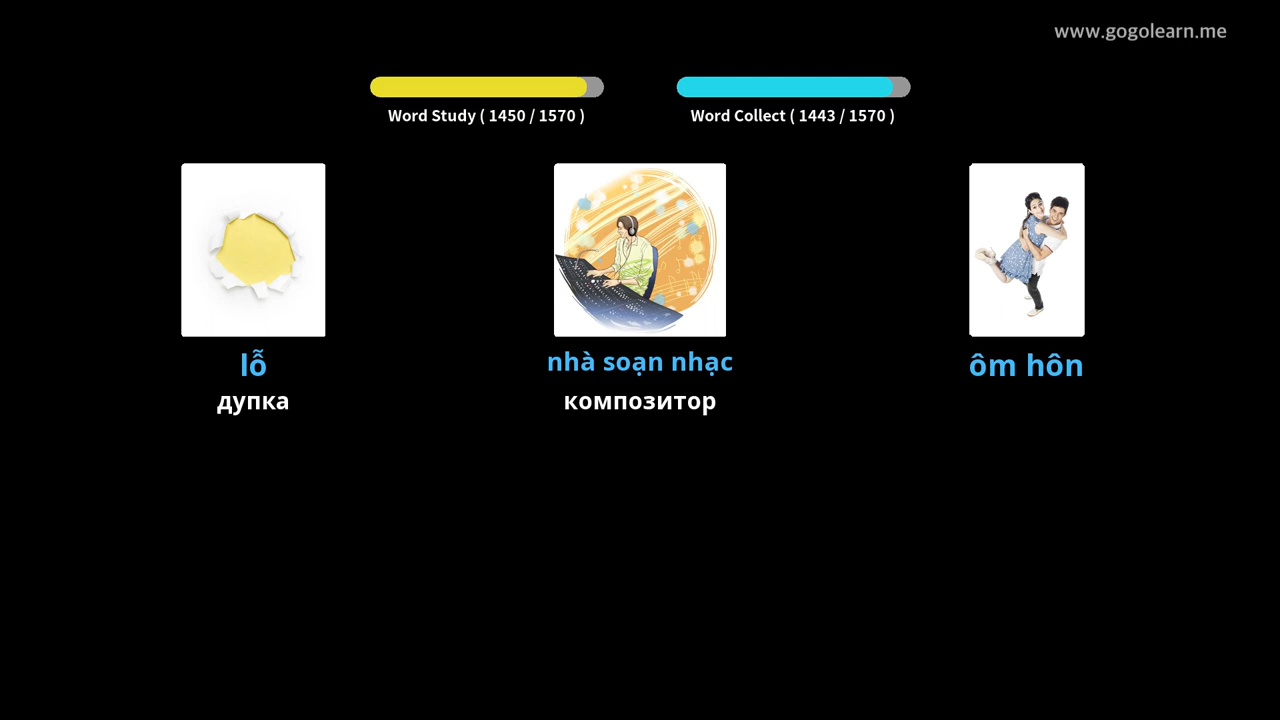 www.gogolearn.me
Word Study ( 1450 / 1570 )
Word Collect ( 1443 / 1570 )
lỗ
дупка
nhà soạn nhạc
композитор
ôm hôn